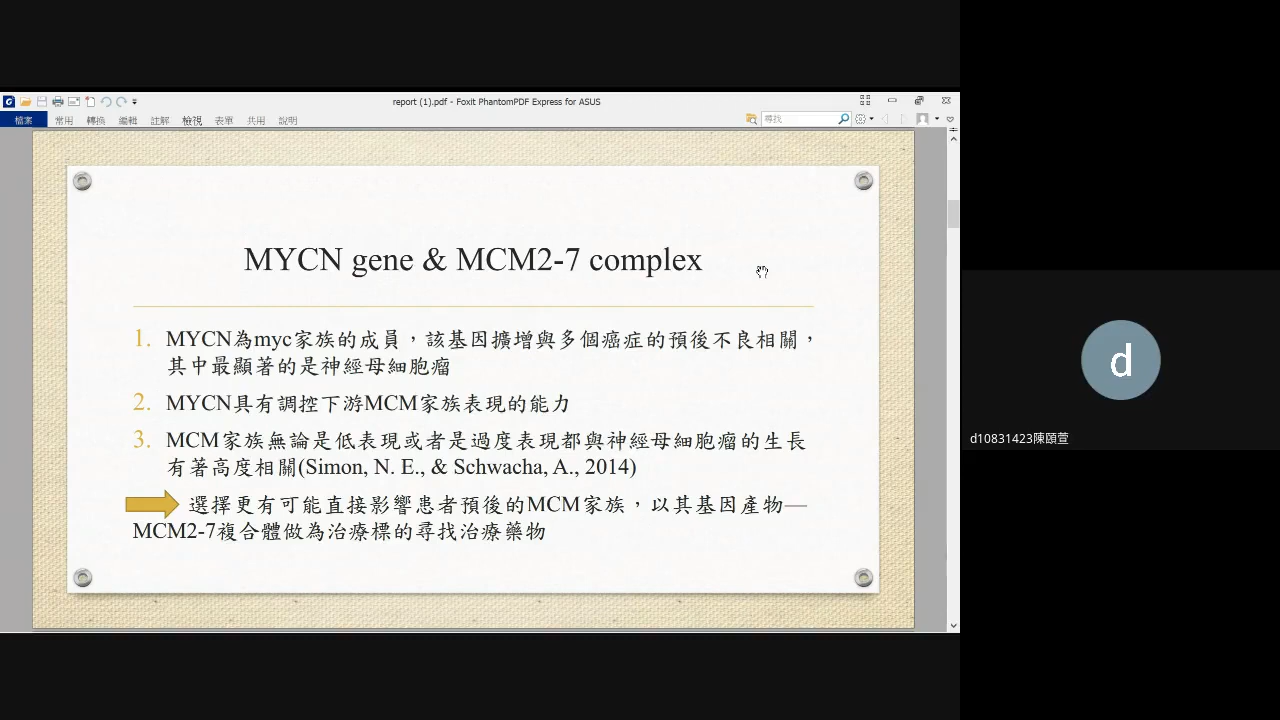 report (1).pdf - Foxit PhantomPDF Express for ASUS
檔案 常用 轉換 編輯 註解 檢視 表單 共用 說明 尋找
MYCN gene & MCM2-7 complex
1. MYCN為myc家族的成員，該基因擴增與多個癌症的預後不良相關，
其中最顯著的是神經母細胞瘤
2. MYCN具有調控下游MCM家族表現的能力
3. MCM家族無論是低表現或者是過度表現都與神經母細胞瘤的生長
有著高度相關(Simon, N. E., & Schwacha, A., 2014)
選擇更有可能直接影響患者預後的MCM家族，以其基因產物—
MCM2-7複合體做為治療標的尋找治療藥物
d
d10831423陳頤萱